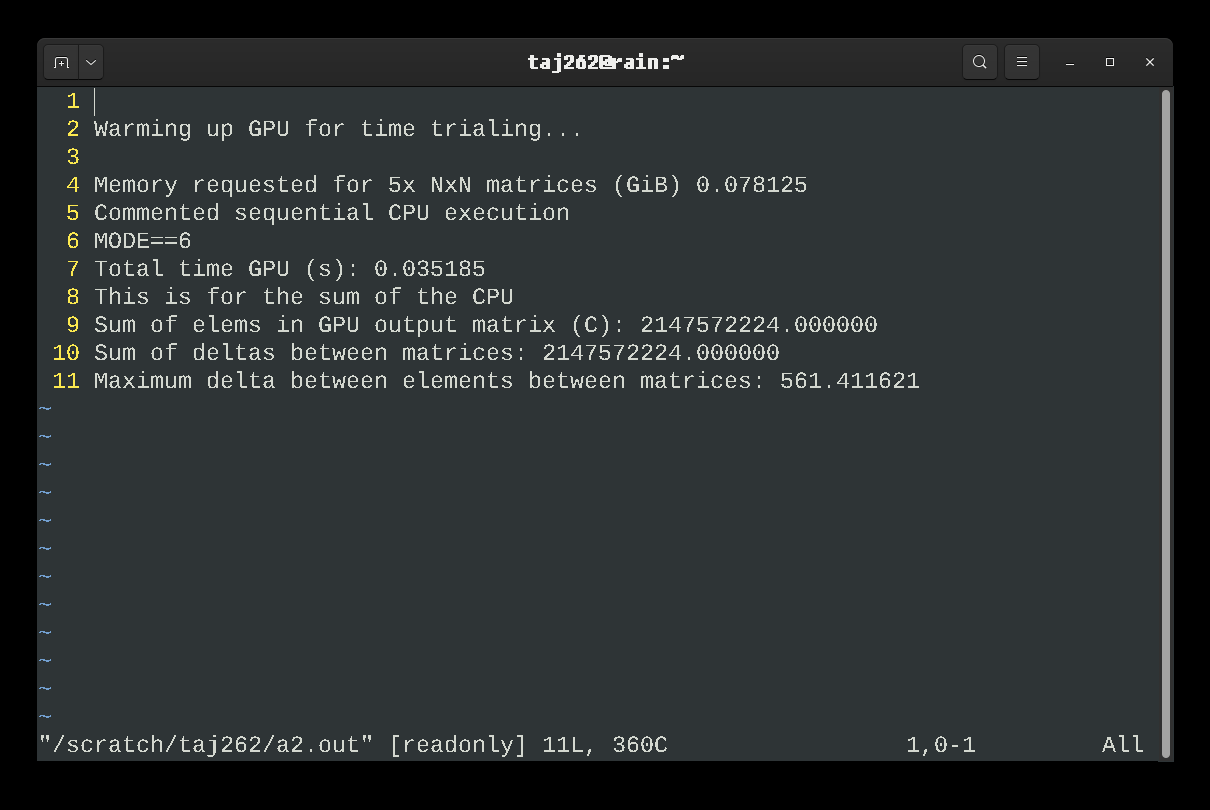 1
2 Warming up GPU for time trialing...
3
4 Memory requested for 5x NxN matrices (GiB) 0.078125
5 Commented sequential CPU execution
6 MODE==6
7 Total time GPU (s): 0.035185
8 This is for the sum of the CPU
9 Sum of elems in GPU output matrix (C): 2147572224.000000
10 Sum of deltas between matrices: 2147572224.000000
11 Maximum delta between elements between matrices: 561.411621
~
~
~
~
~
~
~
~
~
~
~
~
"/scratch/taj262/a2.out" [readonly] 11L, 360C 1,0-1 All